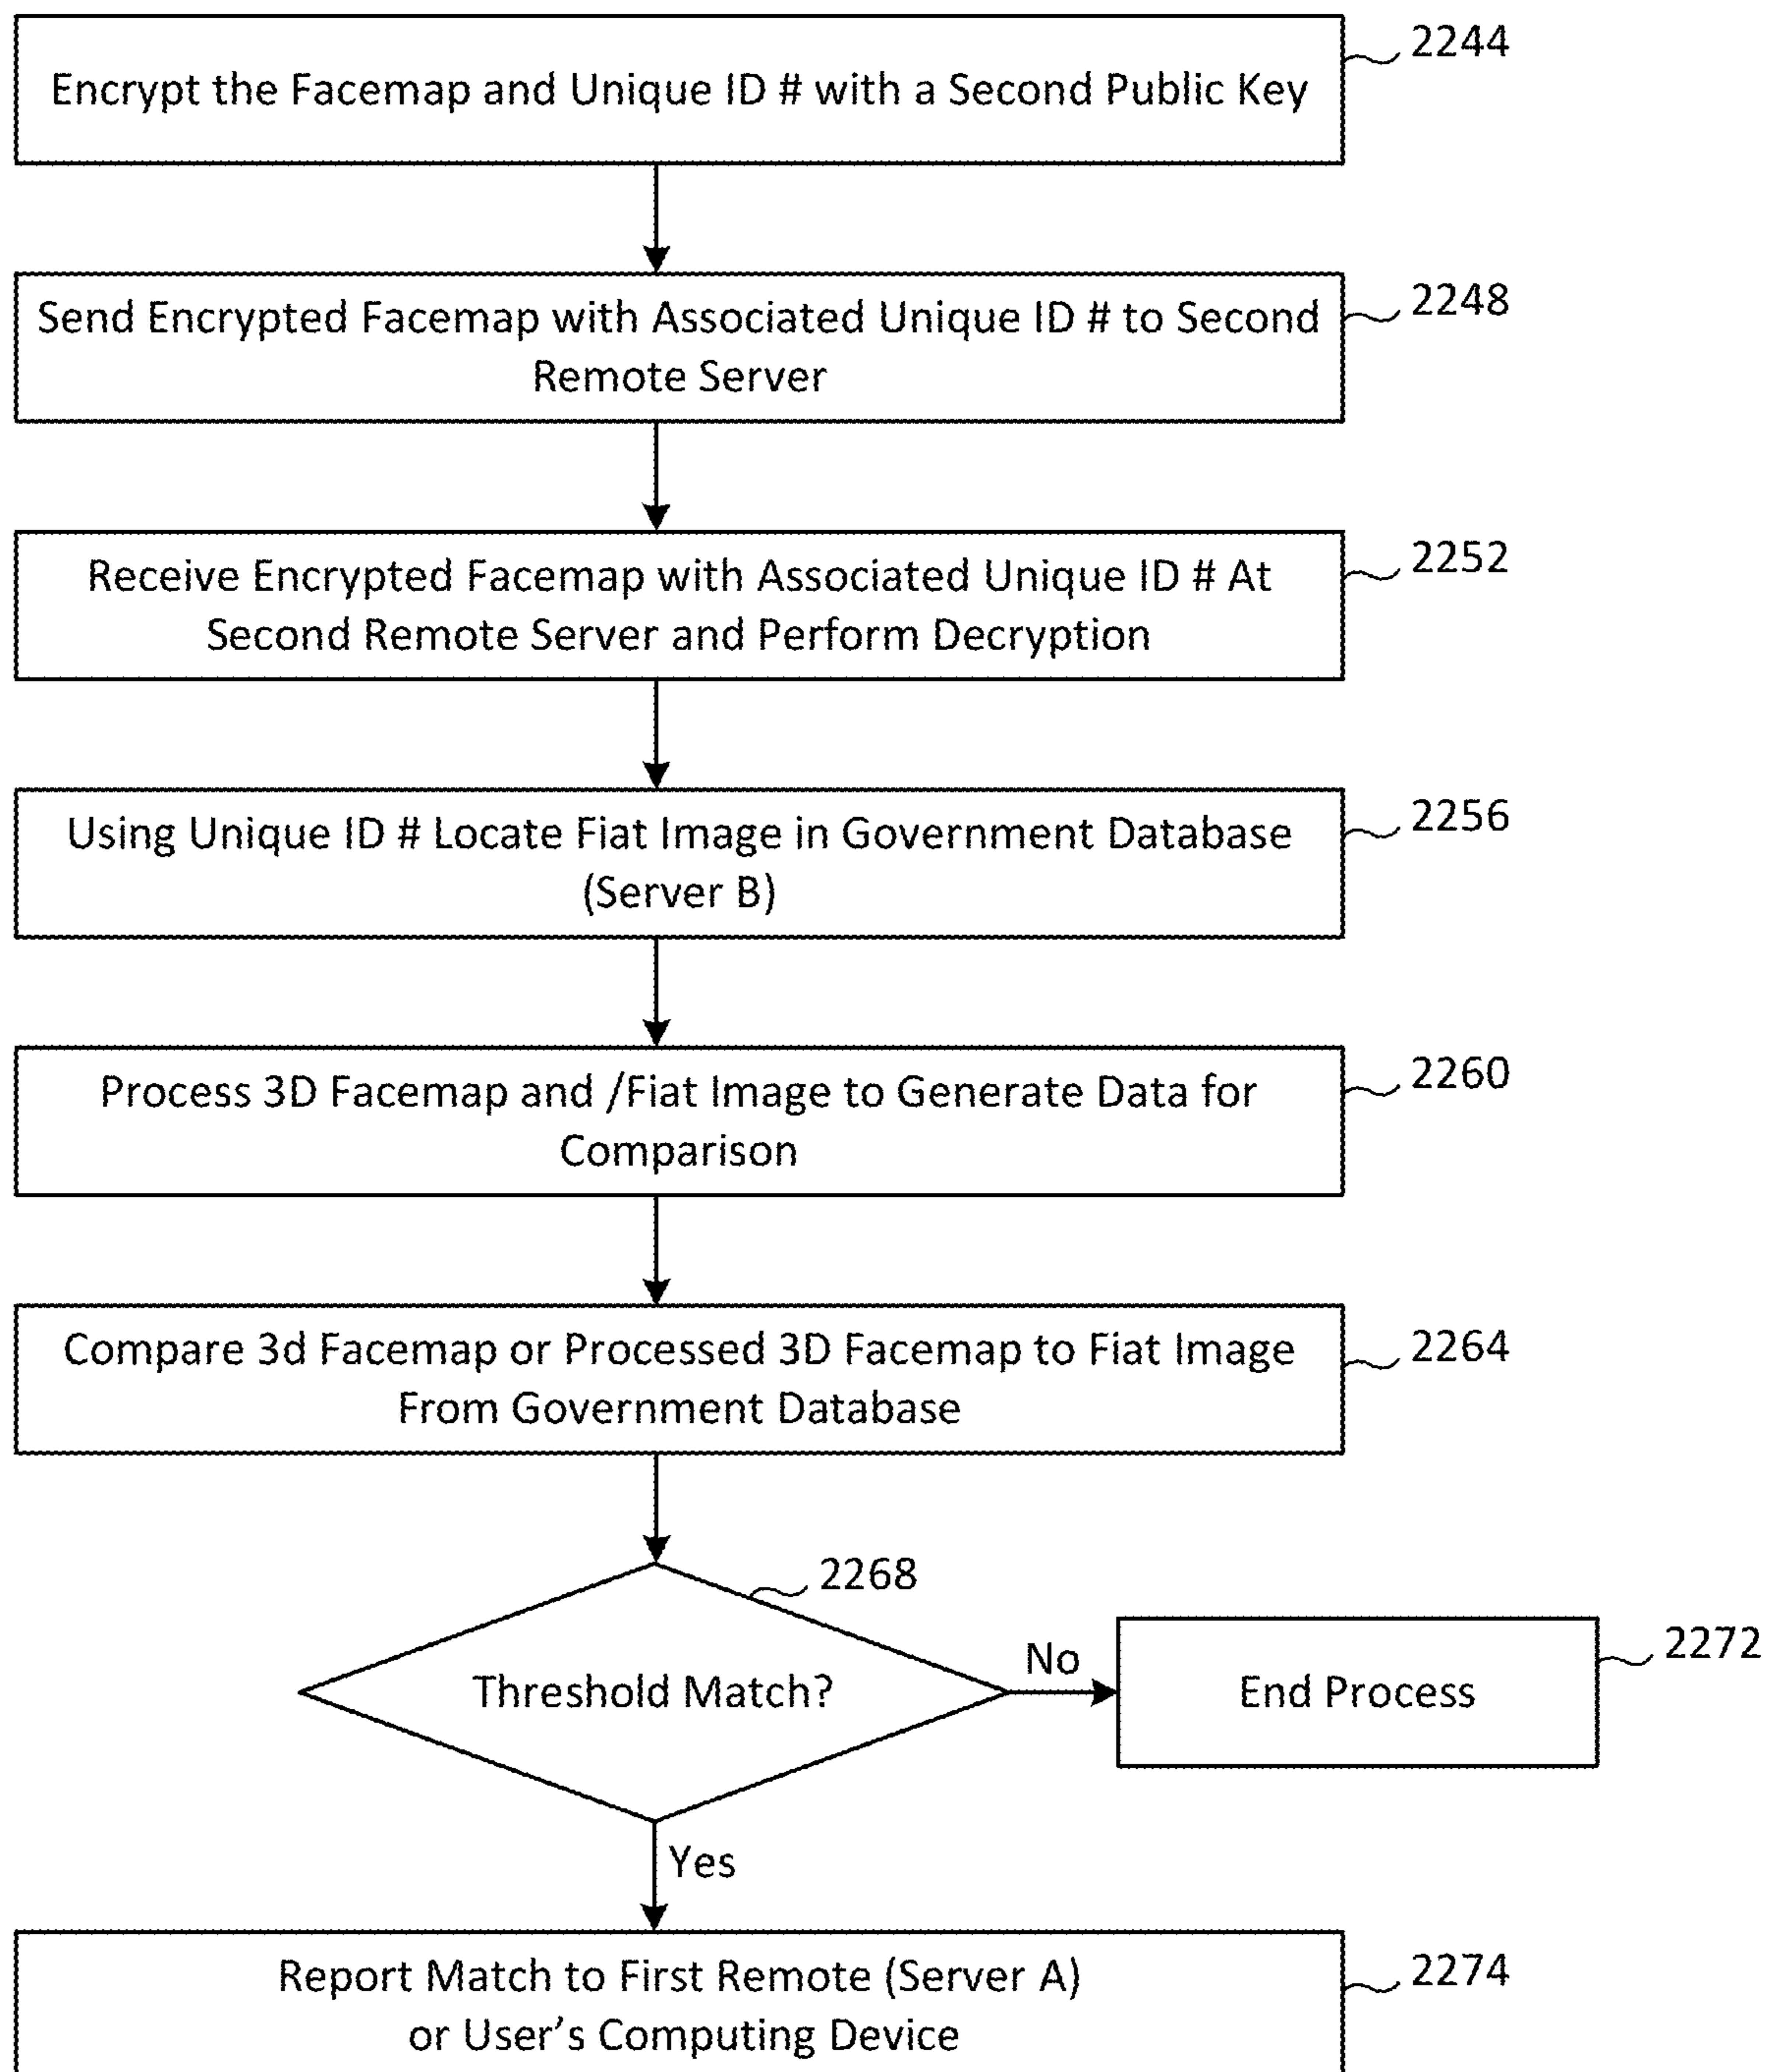 2244
Encrypt the Facemap and Unique ID # with a Second Public Key
2248
Send Encrypted Facemap with Associated Unique ID # to Second
Remote Server
2252
Receive Encrypted Facemap with Associated Unique ID # At
Second Remote Server and Perform Decryption
2256
Using Unique ID # Locate Fiat Image in Government Database
(Server B)
2260
Process 3D Facemap and /Fiat Image to Generate Data for
Comparison
2264
Compare 3d Facemap or Processed 3D Facemap to Fiat Image
From Government Database
2268
Threshold Match?
No
2272
End Process
Yes
2274
Report Match to First Remote (Server A)
or User's Computing Device